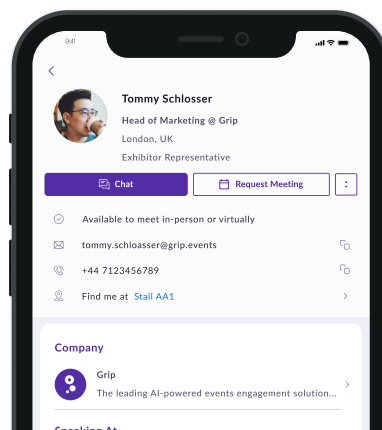 9:41
Tommy Schlosser
Head of Marketing @ Grip
London, UK
Exhibitor Representative
Chat
Request Meeting
Available to meet in-person or virtually
tommy.schloasser@grip.events
+44 7123456789
Find me at Stall AA1
Company
Grip
The leading AI-powered events engagement solution...
Speaking At